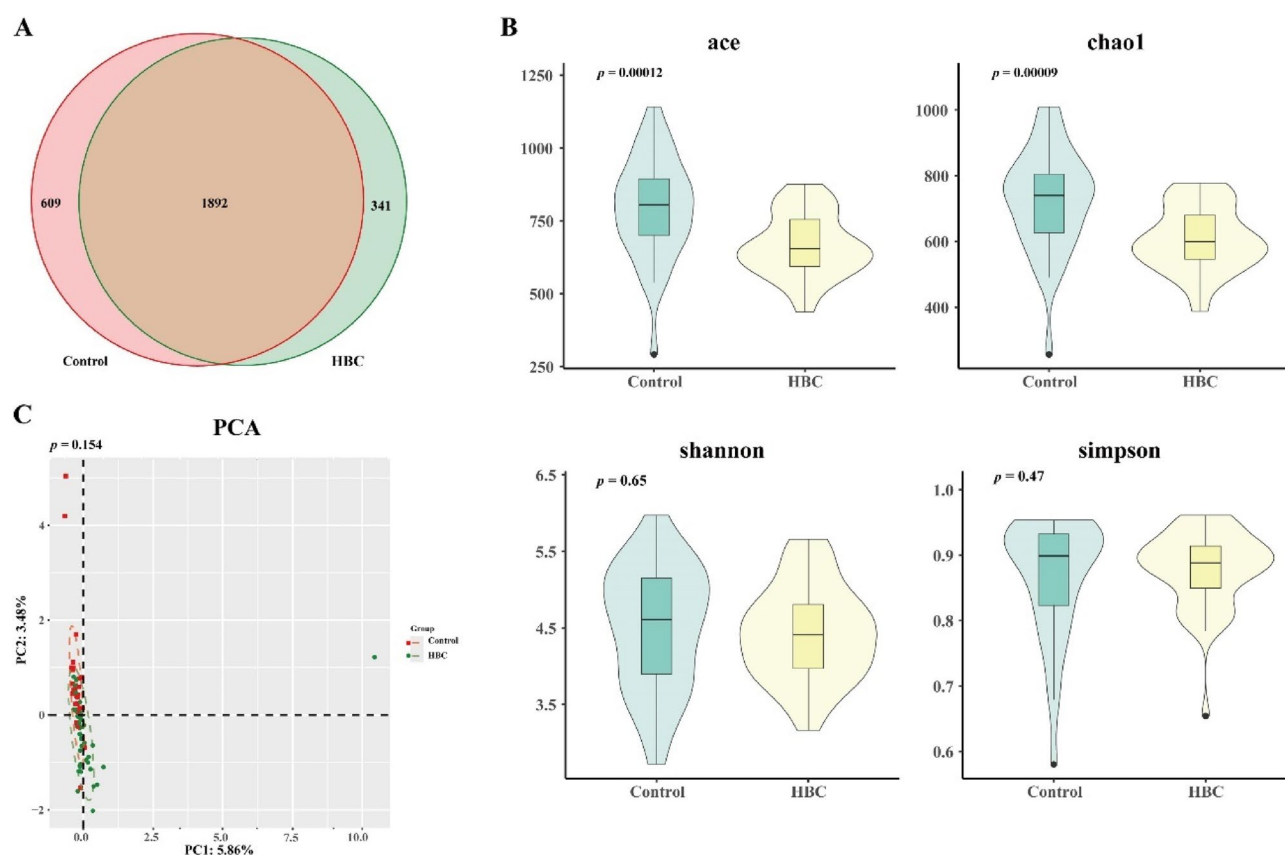 A
609
1892
341
Control
HBC
B
ace
p = 0.00012
1250
1000
750
500
250
Control
HBC
chao1
p = 0.00009
1000
800
600
400
Control
HBC
C
PCA
p = 0.154
PC2: 3.48%
4
2
0
−2
0.0
2.5
5.0
7.5
10.0
PC1: 5.86%
Group
Control
HBC
shannon
p = 0.65
6.5
5.5
4.5
3.5
Control
HBC
simpson
p = 0.47
1.0
0.9
0.8
0.7
0.6
Control
HBC